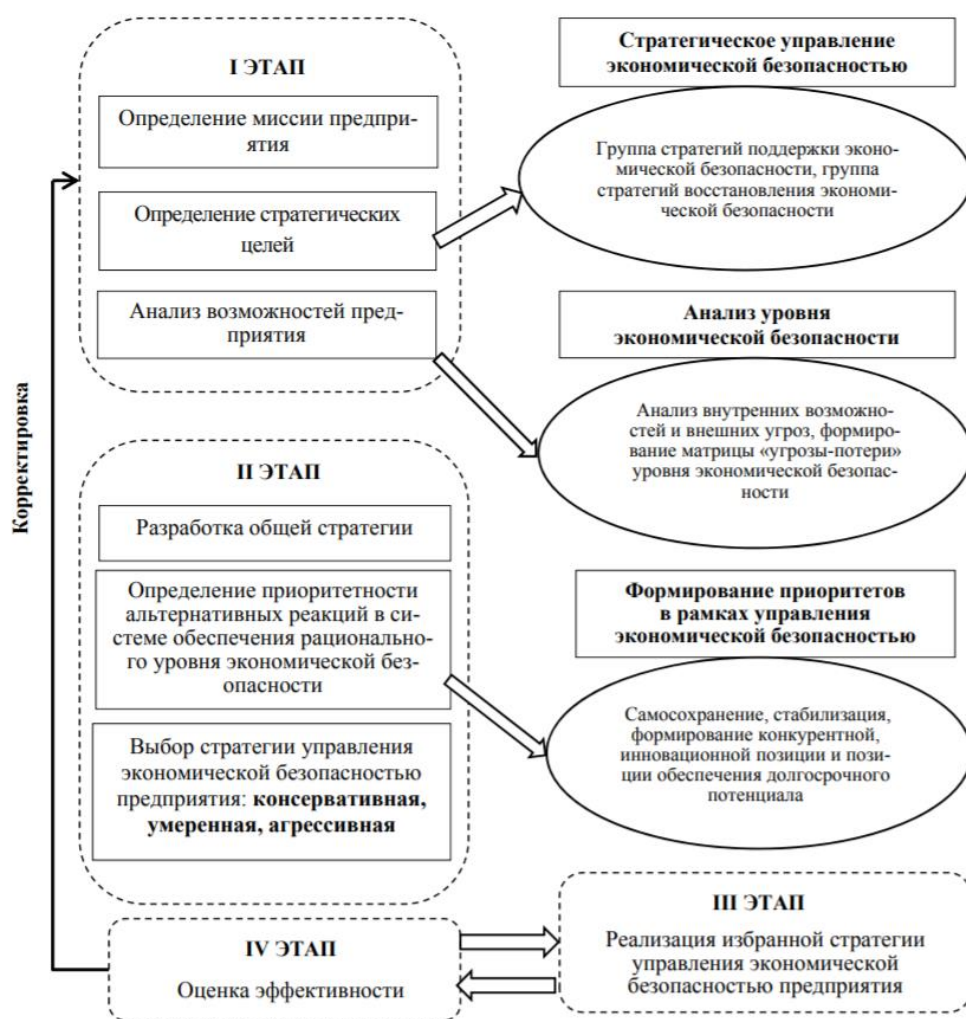 I ЭТАП
Определение миссии предпри-
ятия
Определение стратегических
целей
Анализ возможностей пред-
приятия
Стратегическое управление
экономической безопасностью
Группа стратегий поддержки эконо-
мической безопасности, группа
стратегий восстановления экономи-
ческой безопасности
Анализ уровня
экономической безопасности
Анализ внутренних возможно-
стей и внешних угроз, формиро-
вание матрицы «угрозы-потери»
уровня экономической безопас-
ности
Корректировка
II ЭТАП
Разработка общей стратегии
Определение приоритетности
альтернативных реакций в си-
стеме обеспечения рационально-
го уровня экономической без-
опасности
Выбор стратегии управления
экономической безопасностью
предприятия: консервативная,
умеренная, агрессивная
Формирование приоритетов
в рамках управления
экономической безопасностью
Самосохранение, стабилизация,
формирование конкурентной,
инновационной позиции и пози-
ции обеспечения долгосрочного
потенциала
III ЭТАП
Реализация избранной стратегии
управления экономической
безопасностью предприятия
IV ЭТАП
Оценка эффективности